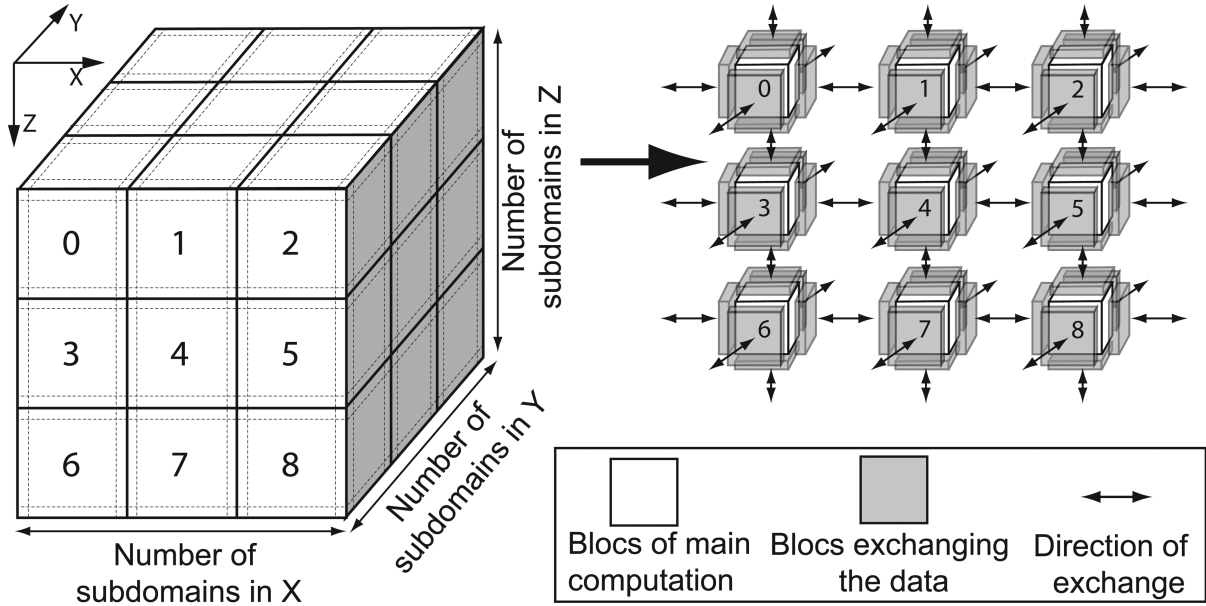 Y
X
Z
0
1
2
3
4
5
6
7
8
Number of
subdomains in X
Number of
subdomains in Y
Number of
subdomains in Z
0
1
2
3
4
5
6
7
8
Blocs of main
computation
Blocs exchanging
the data
Direction of
exchange